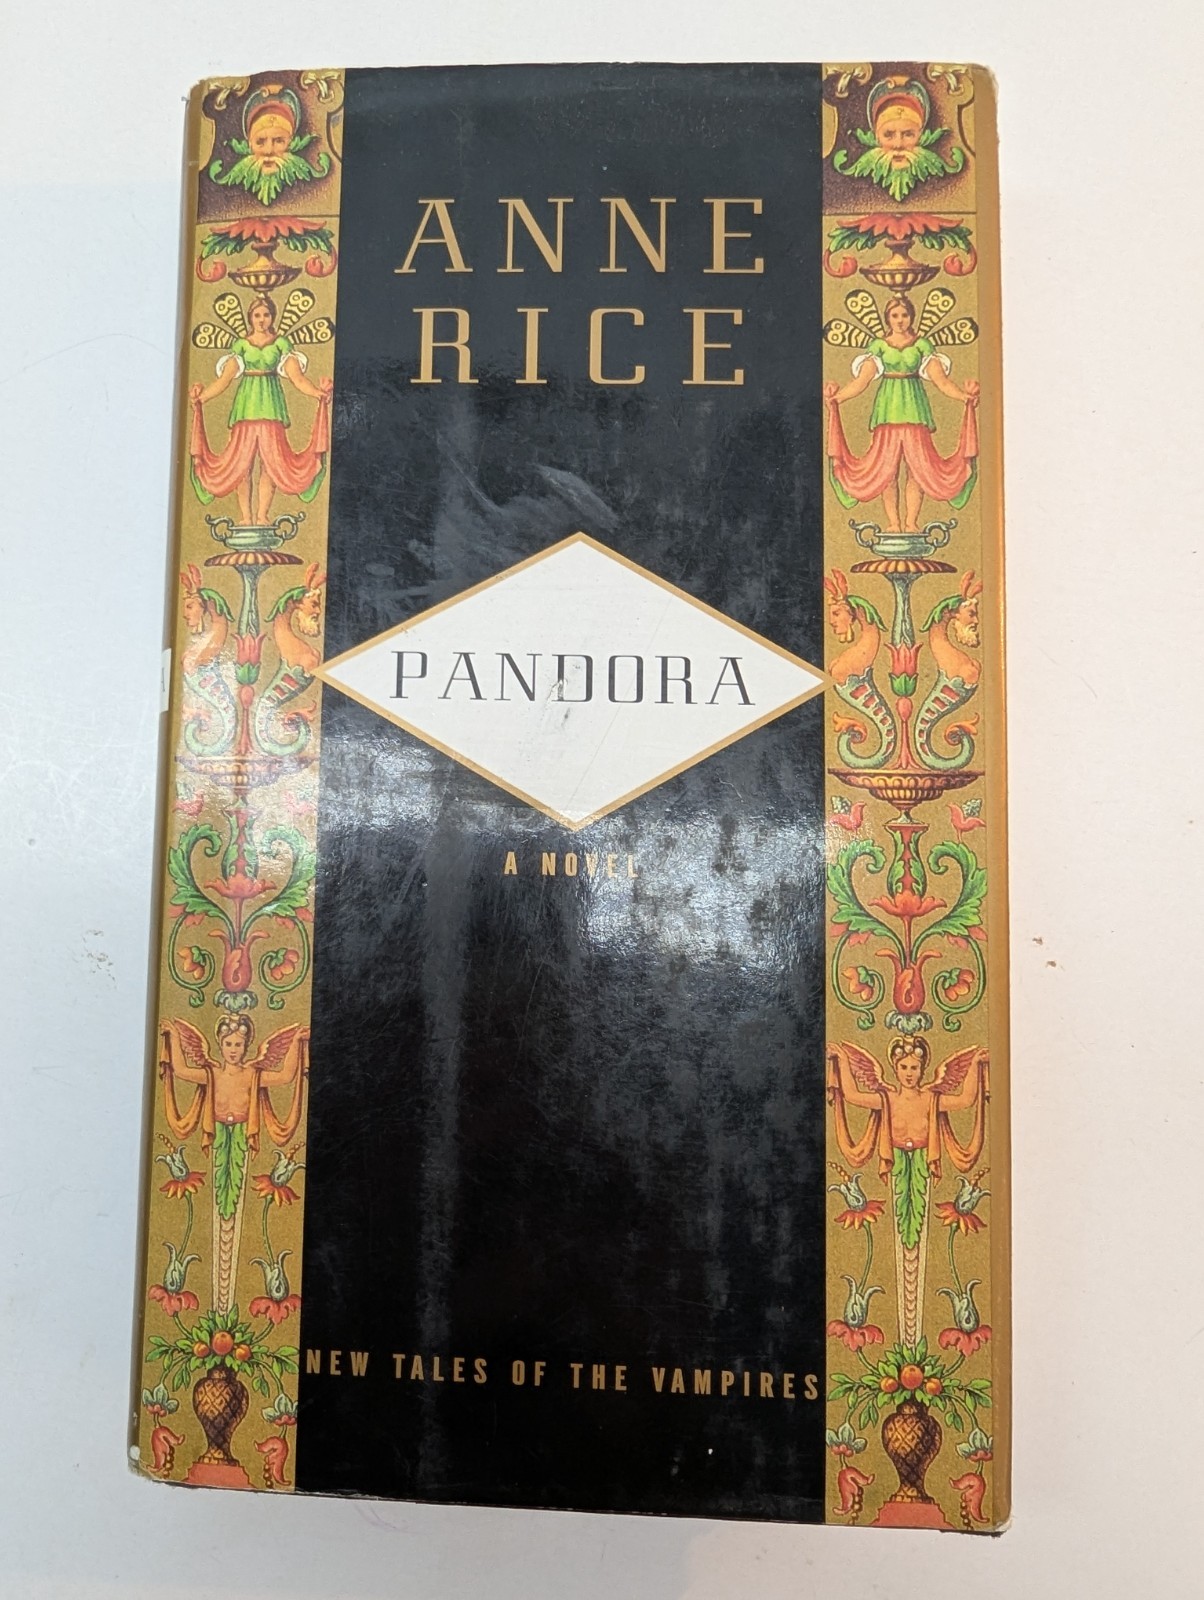 ANNE
RICE
PANDORA
A NOVEL
NEW TALES OF THE VAMPIRES